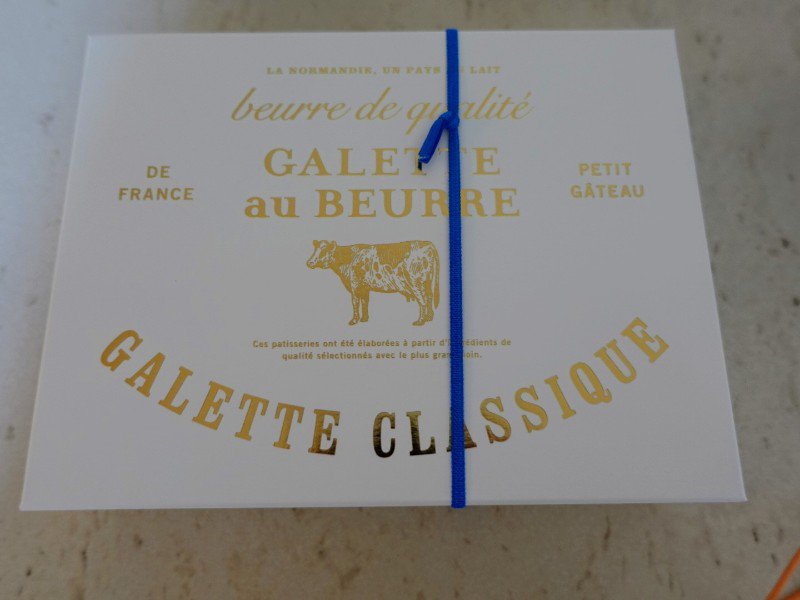 LA NORMANDIE, UN PAYS DU LAIT
beurre de qualité
GALETTE
au BEURRE
DE
FRANCE
PETIT
GÂTEAU
Ces patisseries ont été élaborées à partir d'ingrédients de
qualité sélectionnés avec le plus grand soin.
GALETTE CLASSIQUE